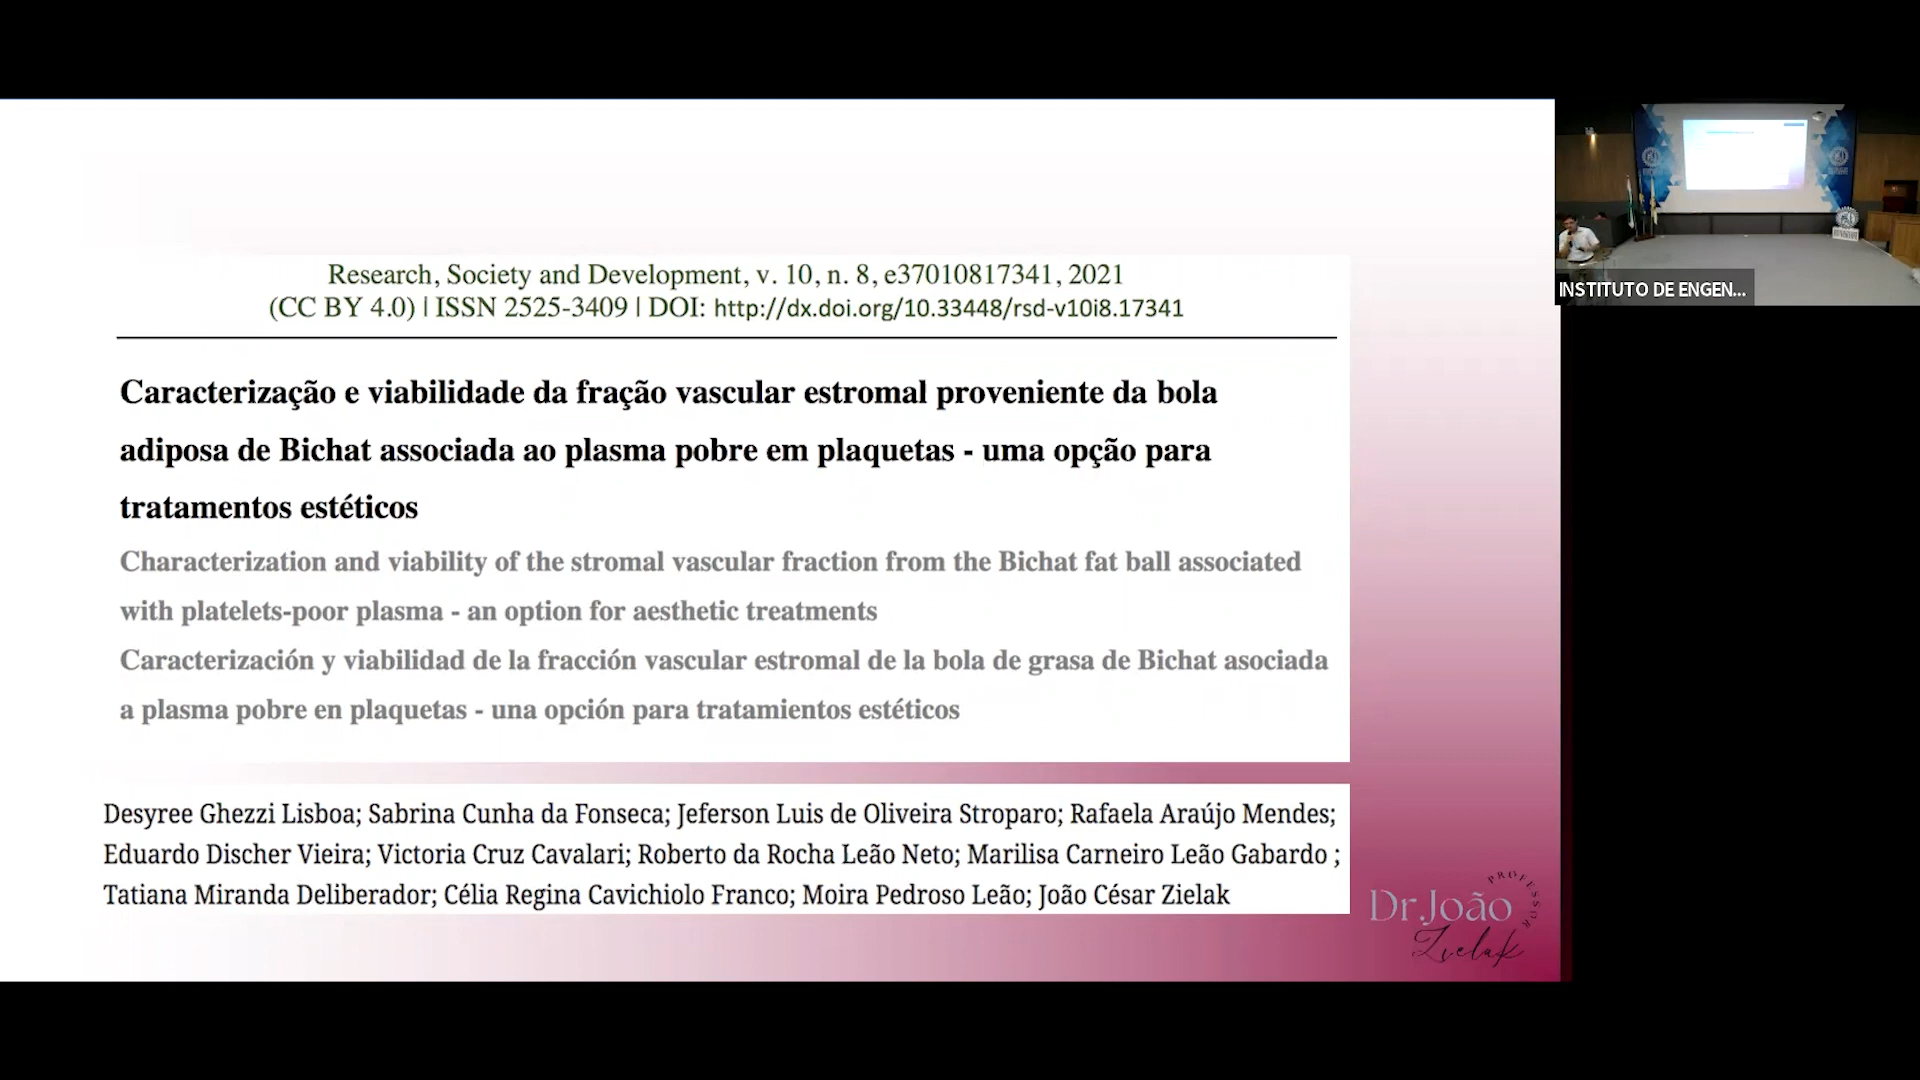 Research, Society and Development, v. 10, n. 8, e37010817341, 2021
(CC BY 4.0) | ISSN 2525-3409 | DOI: http://dx.doi.org/10.33448/rsd-v10i8.17341
Caracterização e viabilidade da fração vascular estromal proveniente da bola
adiposa de Bichat associada ao plasma pobre em plaquetas - uma opção para
tratamentos estéticos
Characterization and viability of the stromal vascular fraction from the Bichat fat ball associated
with platelets-poor plasma - an option for aesthetic treatments
Caracterización y viabilidad de la fracción vascular estromal de la bola de grasa de Bichat asociada
a plasma pobre en plaquetas - una opción para tratamientos estéticos
Desyree Ghezzi Lisboa; Sabrina Cunha da Fonseca; Jeferson Luis de Oliveira Stroparo; Rafaela Araújo Mendes;
Eduardo Discher Vieira; Victoria Cruz Cavalari; Roberto da Rocha Leão Neto; Marilisa Carneiro Leão Gabardo ;
Tatiana Miranda Deliberador; Célia Regina Cavichiolo Franco; Moira Pedroso Leão; João César Zielak
PROFESSOR
Dr.João
Zielak
INSTITUTO DE ENGEN...